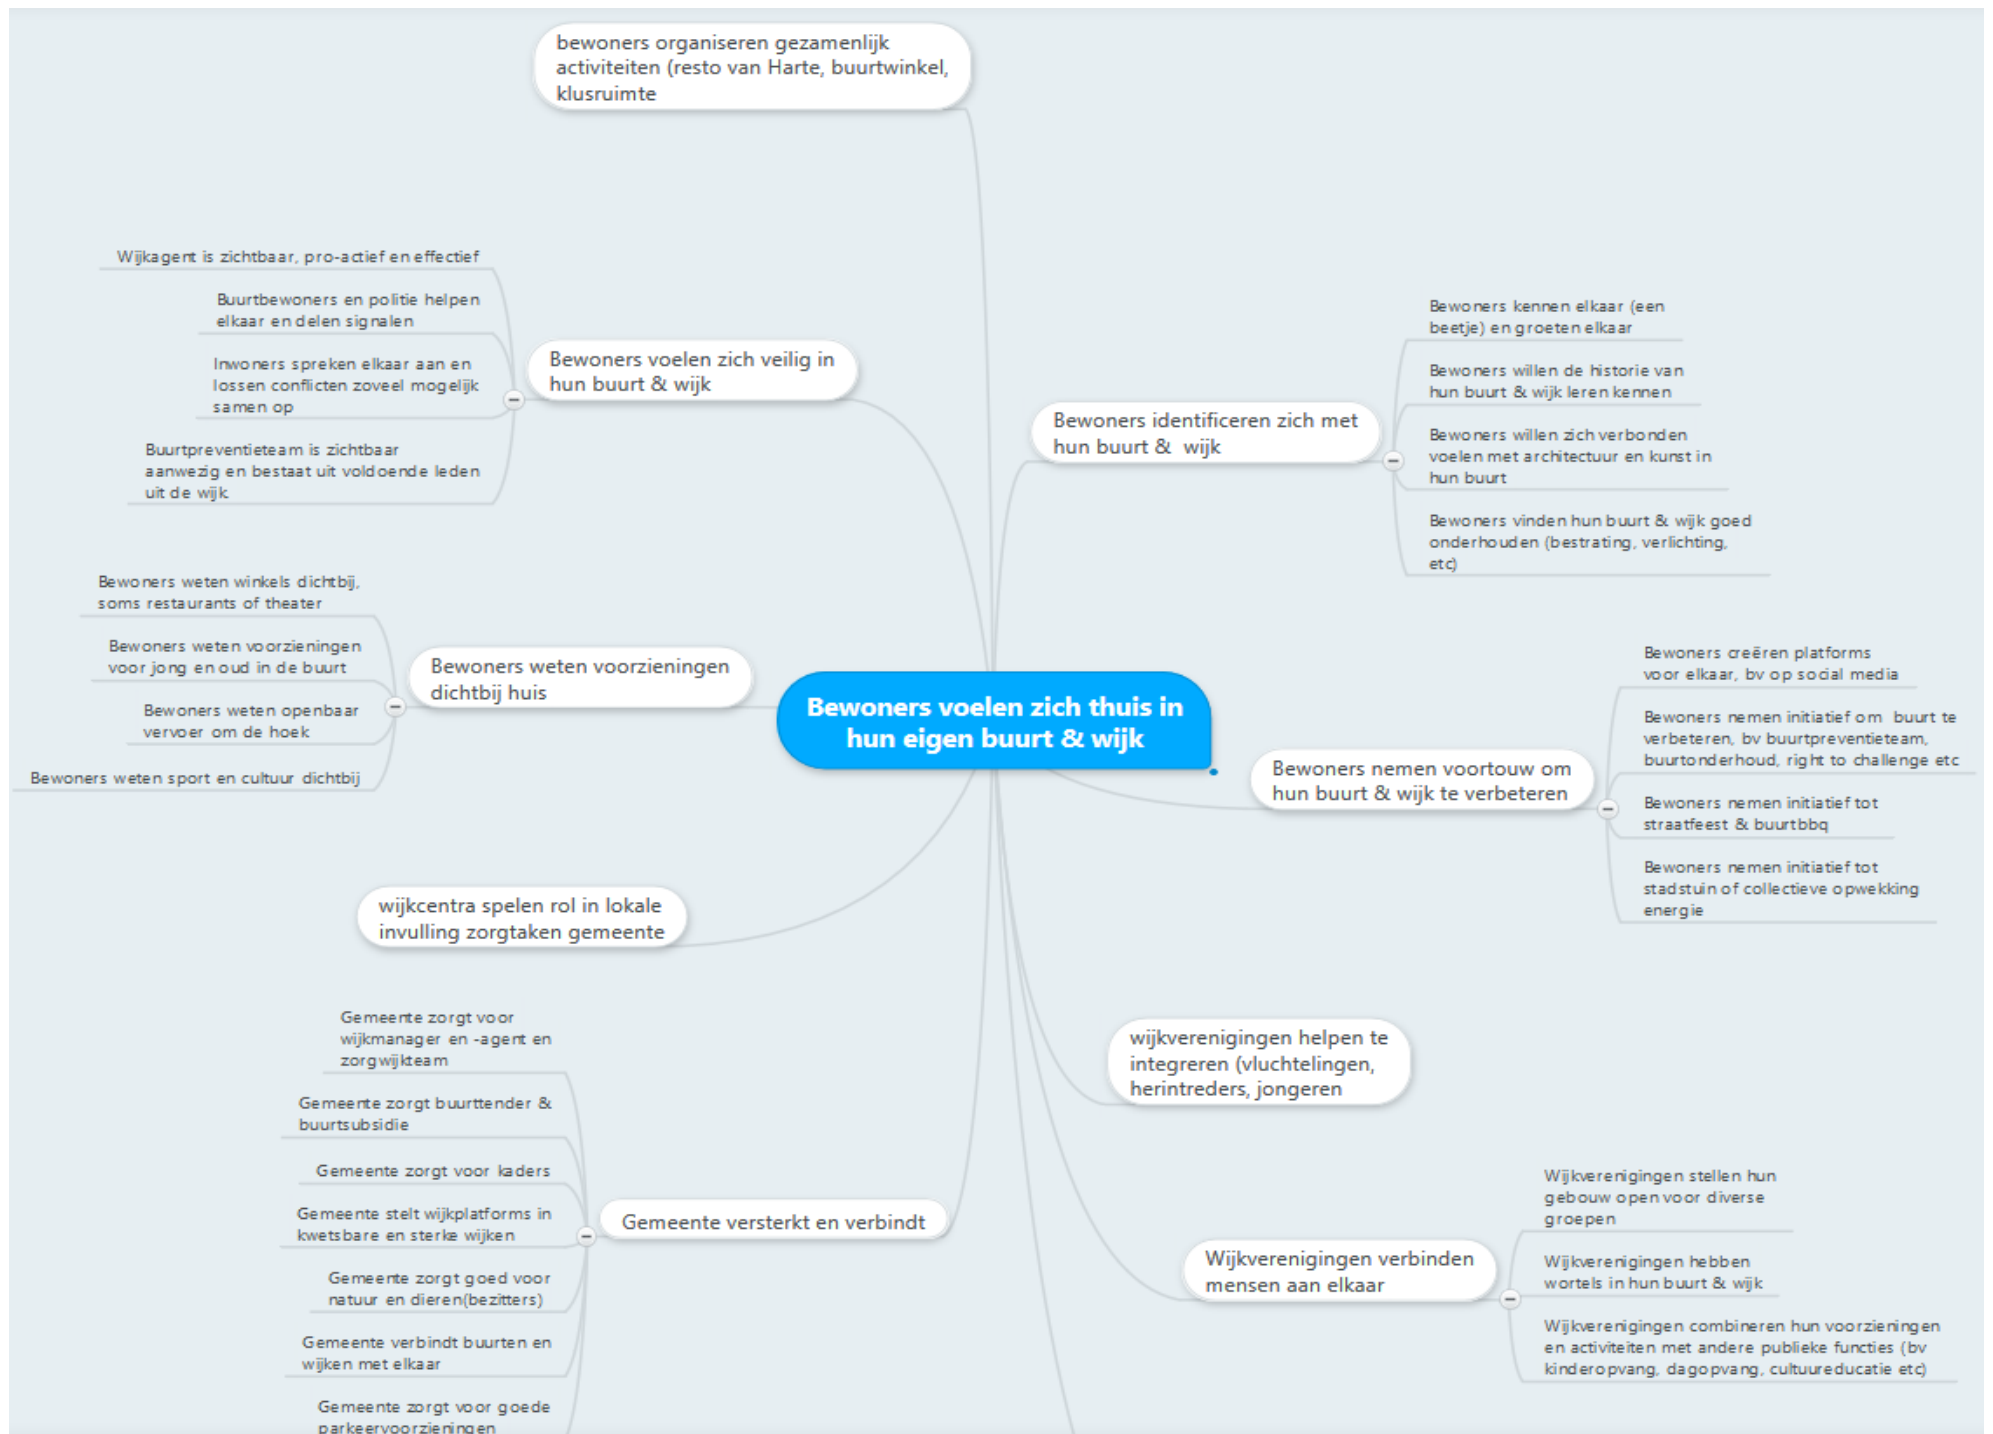 bewoners organiseren gezamenlijk
activiteiten (resto van Harte, buurtwinkel,
klusruimte
Wijkagent is zichtbaar, pro-actief en effectief
Buurtbewoners en politie helpen
elkaar en delen signalen
Inwoners spreken elkaar aan en
lossen conflicten zoveel mogelijk
samen op
Buurtpreventieteam is zichtbaar
aanwezig en bestaat uit voldoende leden
uit de wijk
Bewoners voelen zich veilig in
hun buurt & wijk
Bewoners weten winkels dichtbij,
soms restaurants of theater
Bewoners weten voorzieningen
voor jong en oud in de buurt
Bewoners weten openbaar
vervoer om de hoek
Bewoners weten sport en cultuur dichtbij
Bewoners weten voorzieningen
dichtbij huis
wijkcentra spelen rol in lokale
invulling zorgtaken gemeente
Gemeente zorgt voor
wijkmanager en -agent en
zorgwijkteam
Gemeente zorgt buurttender &
buurtsubsidie
Gemeente zorgt voor kaders
Gemeente stelt wijkplatforms in
kwetsbare en sterke wijken
Gemeente zorgt goed voor
natuur en dieren(bezitters)
Gemeente verbindt buurten en
wijken met elkaar
Gemeente zorgt voor goede
parkeervoorzieningen
Gemeente versterkt en verbindt
Bewoners voelen zich thuis in
hun eigen buurt & wijk
Bewoners identificeren zich met
hun buurt & wijk
Bewoners kennen elkaar (een
beetje) en groeten elkaar
Bewoners willen de historie van
hun buurt & wijk leren kennen
Bewoners willen zich verbonden
voelen met architectuur en kunst in
hun buurt
Bewoners vinden hun buurt & wijk goed
onderhouden (bestrating, verlichting,
etc)
Bewoners nemen voortouw om
hun buurt & wijk te verbeteren
Bewoners creëren platforms
voor elkaar, bv op social media
Bewoners nemen initiatief om buurt te
verbeteren, bv buurtpreventieteam,
buurtonderhoud, right to challenge etc
Bewoners nemen initiatief tot
straatfeest & buurtbbq
Bewoners nemen initiatief tot
stadstuin of collectieve opwekking
energie
wijkverenigingen helpen te
integreren (vluchtelingen,
herintreders, jongeren
Wijkverenigingen verbinden
mensen aan elkaar
Wijkverenigingen stellen hun
gebouw open voor diverse
groepen
Wijkverenigingen hebben
wortels in hun buurt & wijk
Wijkverenigingen combineren hun voorzieningen
en activiteiten met andere publieke functies (bv
kinderopvang, dagopvang, cultuureducatie etc)